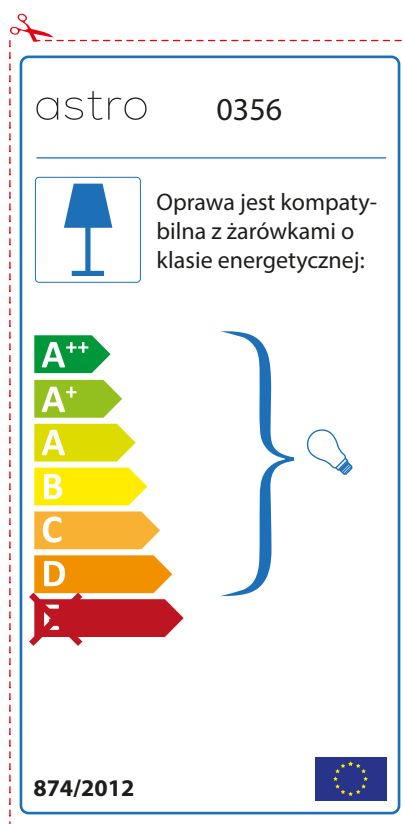 astro 0356
Oprawa jest kompaty-
bilna z żarówkami o
klasie energetycznej:
A++
A+
A
B
C
D
E
874/2012